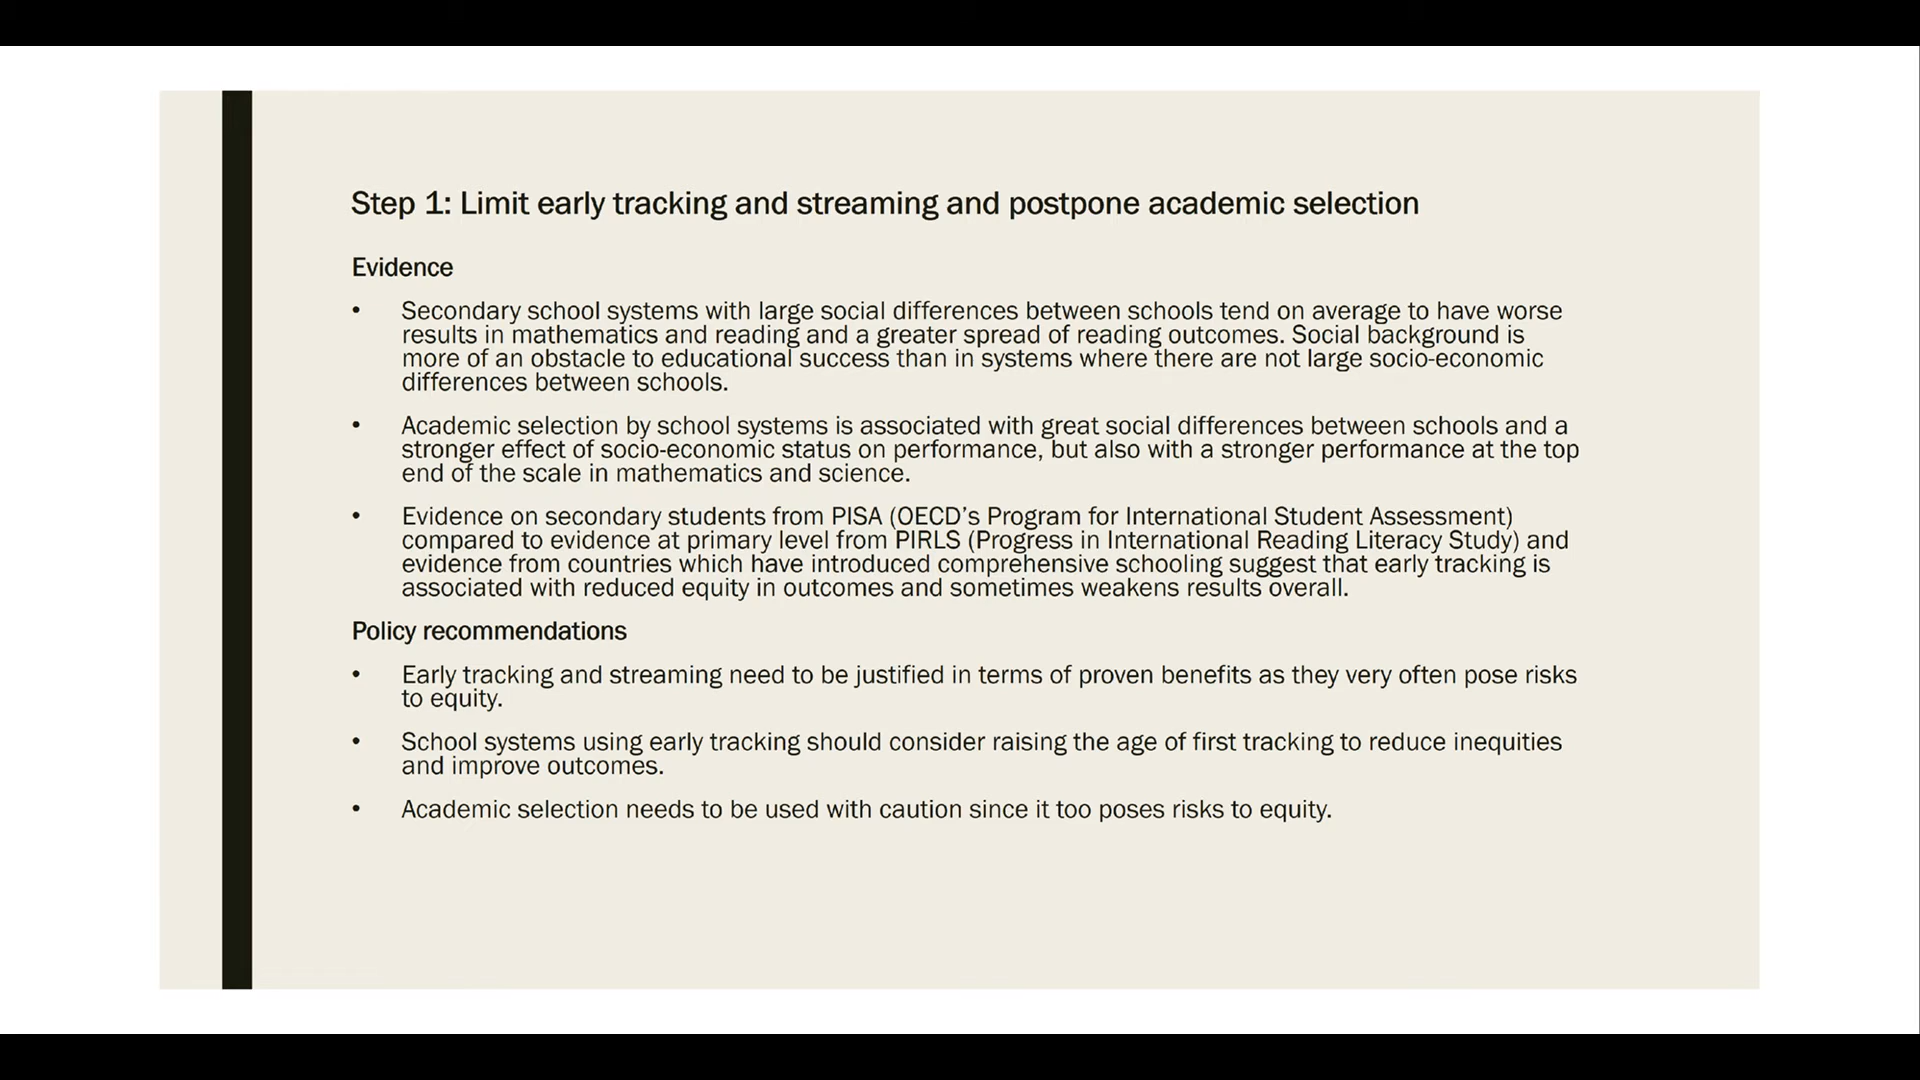 Step 1: Limit early tracking and streaming and postpone academic selection
Evidence
• Secondary school systems with large social differences between schools tend on average to have worse
results in mathematics and reading and a greater spread of reading outcomes. Social background is
more of an obstacle to educational success than in systems where there are not large socio-economic
differences between schools.
• Academic selection by school systems is associated with great social differences between schools and a
stronger effect of socio-economic status on performance, but also with a stronger performance at the top
end of the scale in mathematics and science.
• Evidence on secondary students from PISA (OECD's Program for International Student Assessment)
compared to evidence at primary level from PIRLS (Progress in International Reading Literacy Study) and
evidence from countries which have introduced comprehensive schooling suggest that early tracking is
associated with reduced equity in outcomes and sometimes weakens results overall.
Policy recommendations
• Early tracking and streaming need to be justified in terms of proven benefits as they very often pose risks
to equity.
• School systems using early tracking should consider raising the age of first tracking to reduce inequities
and improve outcomes.
• Academic selection needs to be used with caution since it too poses risks to equity.